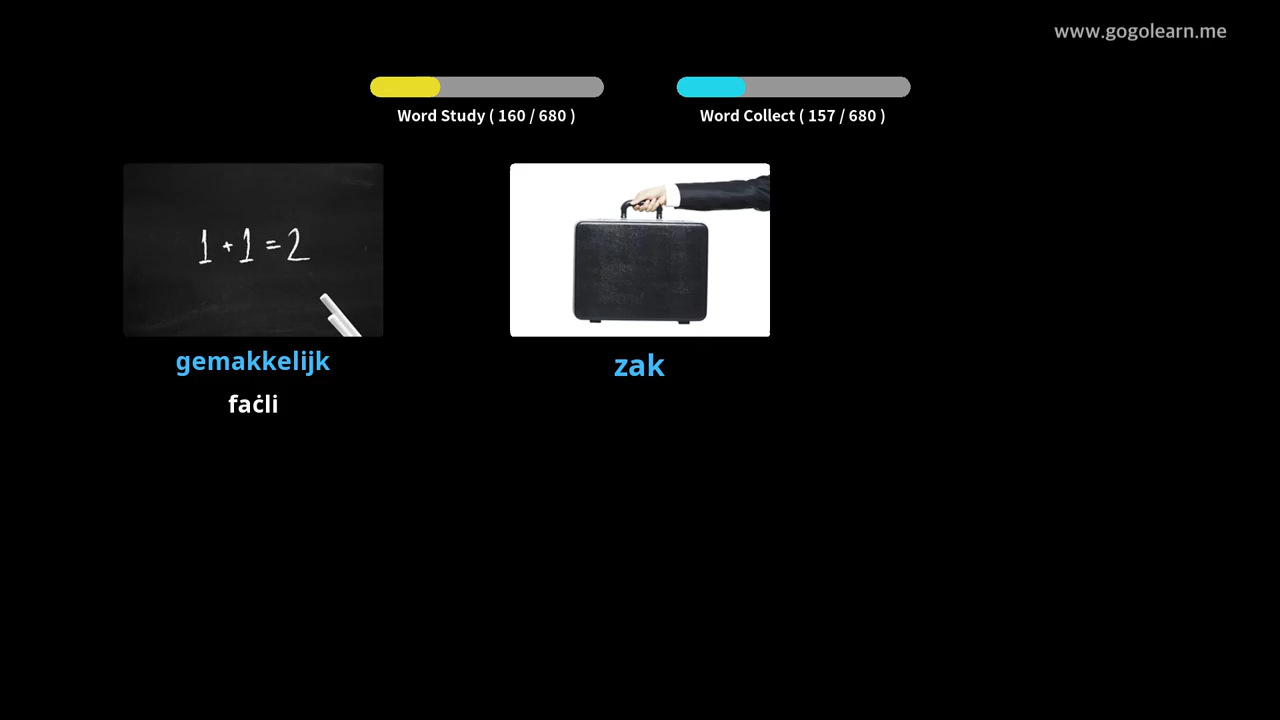 www.gogolearn.me
Word Study ( 160 / 680 )
Word Collect ( 157 / 680 )
1 + 1 = 2
gemakkelijk
faċli
zak